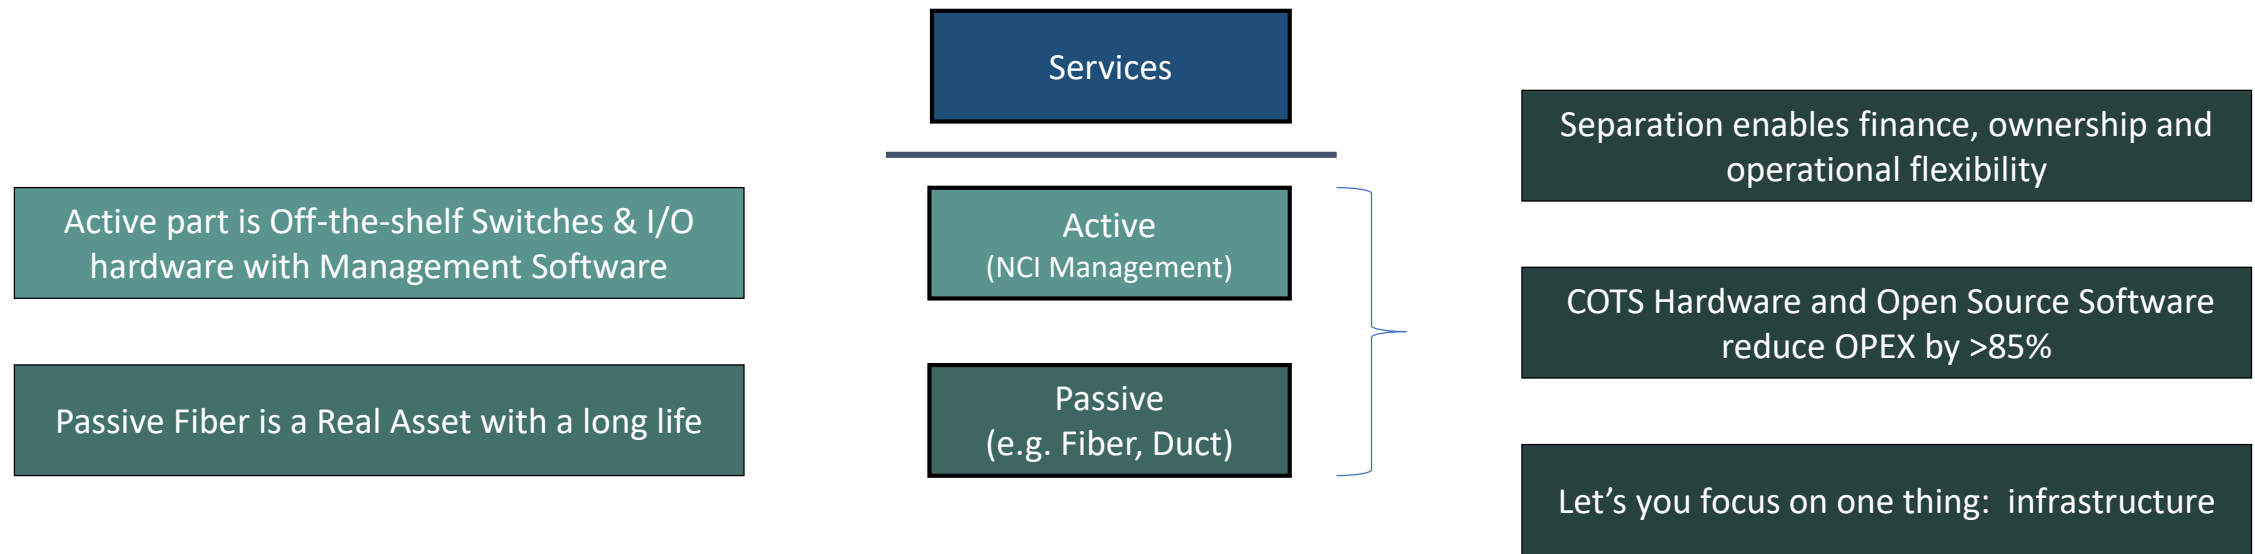 Services
Active part is Off-the-shelf Switches & I/O
hardware with Management Software
Active
(NCI Management)
Passive Fiber is a Real Asset with a long life
Passive
(e.g. Fiber, Duct)
Separation enables finance, ownership and
operational flexibility
COTS Hardware and Open Source Software
reduce OPEX by >85%
Let’s you focus on one thing:  infrastructure